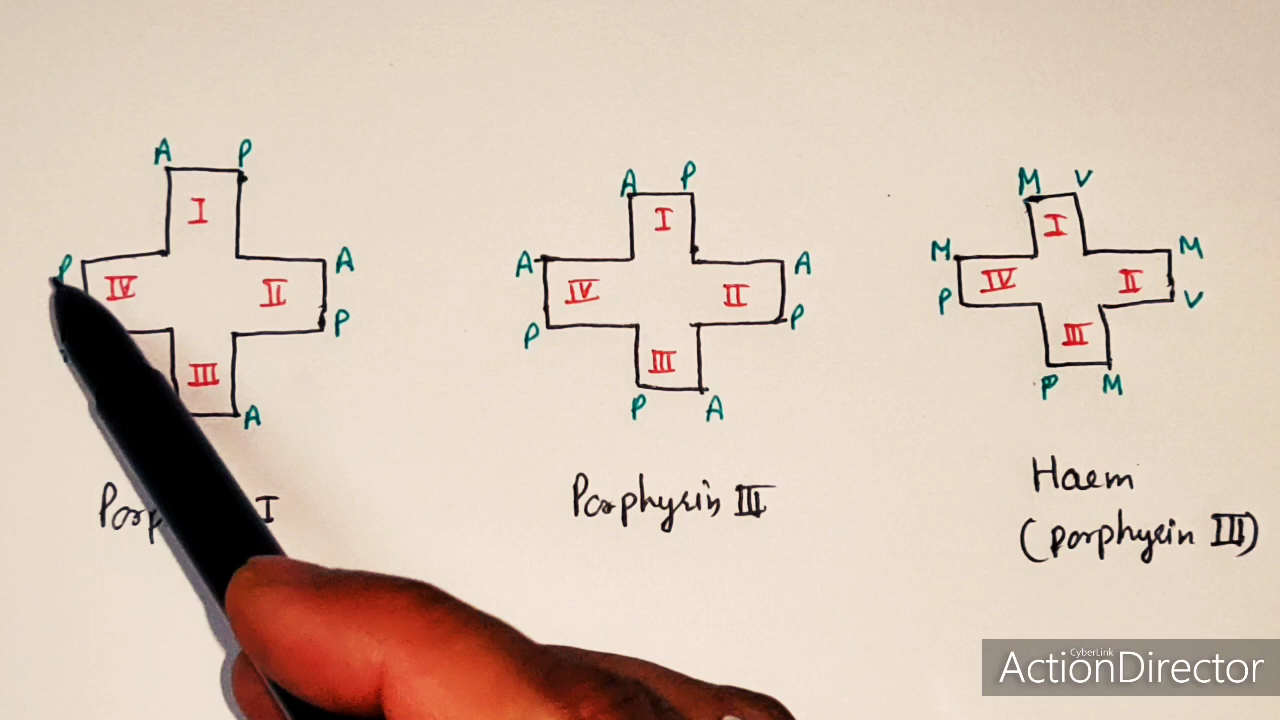 A P
P IV I II A
P
III A
A P
A IV I II A
P III P
P A
M V
M IV I II M
P III V
P M
I
Porphyrin III
Haem
(porphyrin III)
CyberLink
ActionDirector